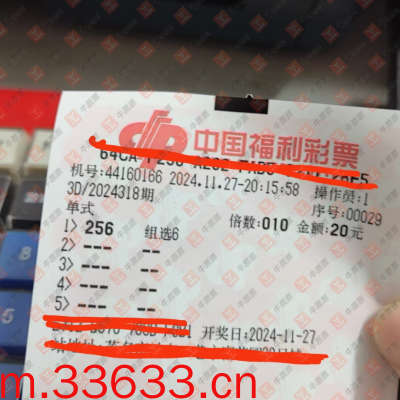 中国福利彩票
机号:44160166 2024.11.27-20:15:58 操作员:1
3D/2024318期 序号:00029
单式 倍数:010 金额:20元
1> 256 组选6
2> -- --
3> -- --
4> -- --
5> -- --
开奖日:2024-11-27
m.33633.cn